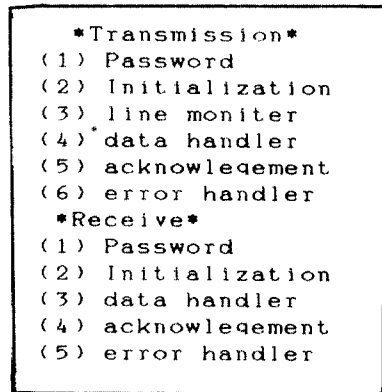 *Transmission*
(1) Password
(2) Initialization
(3) line moniter
(4) data handler
(5) acknowleqement
(6) error handler
*Receive*
(1) Password
(2) Initialization
(3) data handler
(4) acknowleqement
(5) error handler